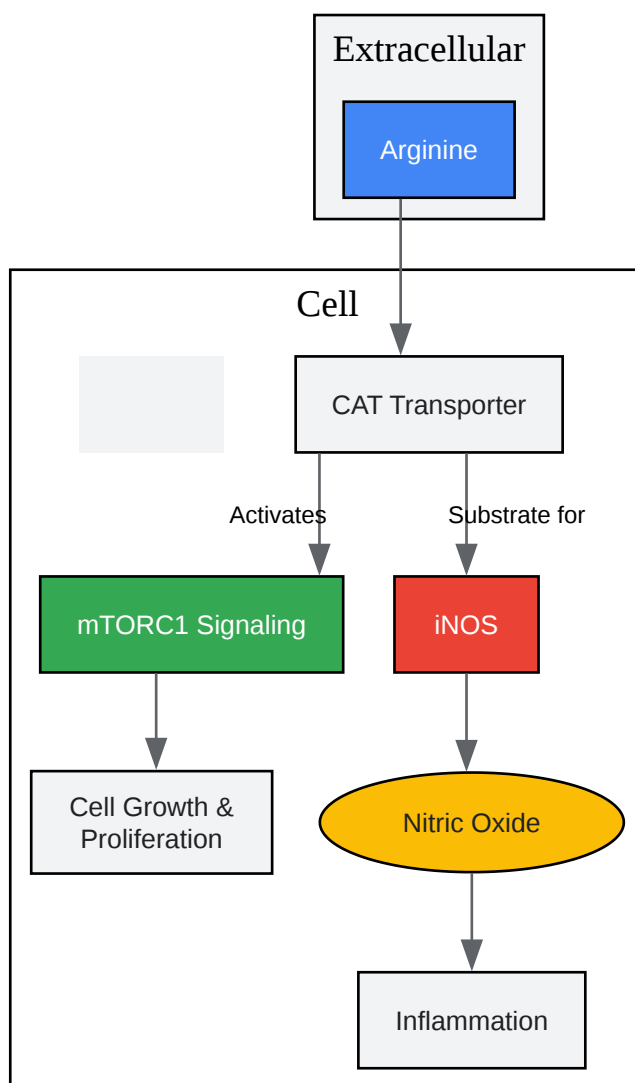 Extracellular
Arginine
Cell
CAT Transporter
Activates
Substrate for
mTORC1 Signaling
iNOS
Cell Growth &
Proliferation
Nitric Oxide
Inflammation